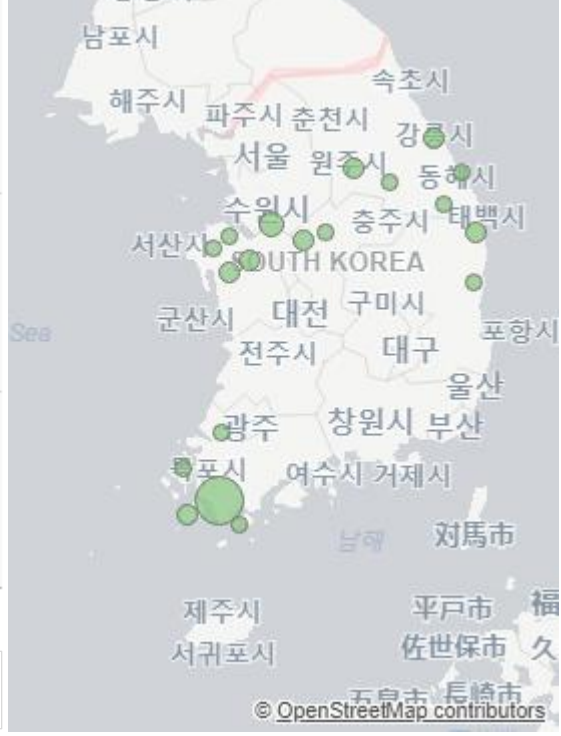 남포시
속초시
해주시
파주시 춘천시
강릉시
서울 원주시
동해시
수원시
충주시 태백시
서산시
SOUTH KOREA
군산시 대전 구미시
Sea
포항시
전주시 대구
울산
광주 창원시 부산
목포시 여수시 거제시
남해
対馬市
제주시 平戸市 福
서귀포시 佐世保市 久
五島市 長崎市
© OpenStreetMap contributors